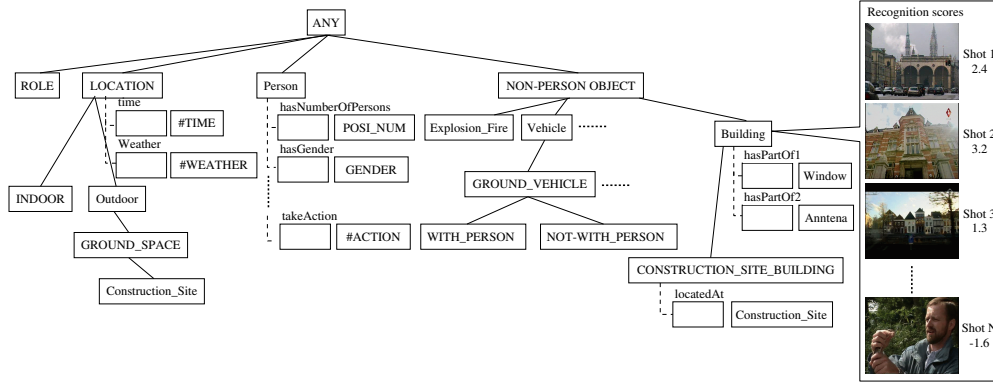 ANY
Recognition scores
ROLE
LOCATION
Person
NON-PERSON OBJECT
Shot 1
2.4
time
#TIME
Weather
#WEATHER
hasNumberOfPersons
POSI_NUM
hasGender
GENDER
takeAction
#ACTION
Explosion_Fire
Vehicle
Building
GROUND_VEHICLE
WITH_PERSON
NOT-WITH_PERSON
hasPartOf1
Window
hasPartOf2
Anntena
Shot 2
3.2
Shot 3
1.3
INDOOR
Outdoor
GROUND_SPACE
Construction_Site
CONSTRUCTION_SITE_BUILDING
locatedAt
Construction_Site
Shot N
-1.6